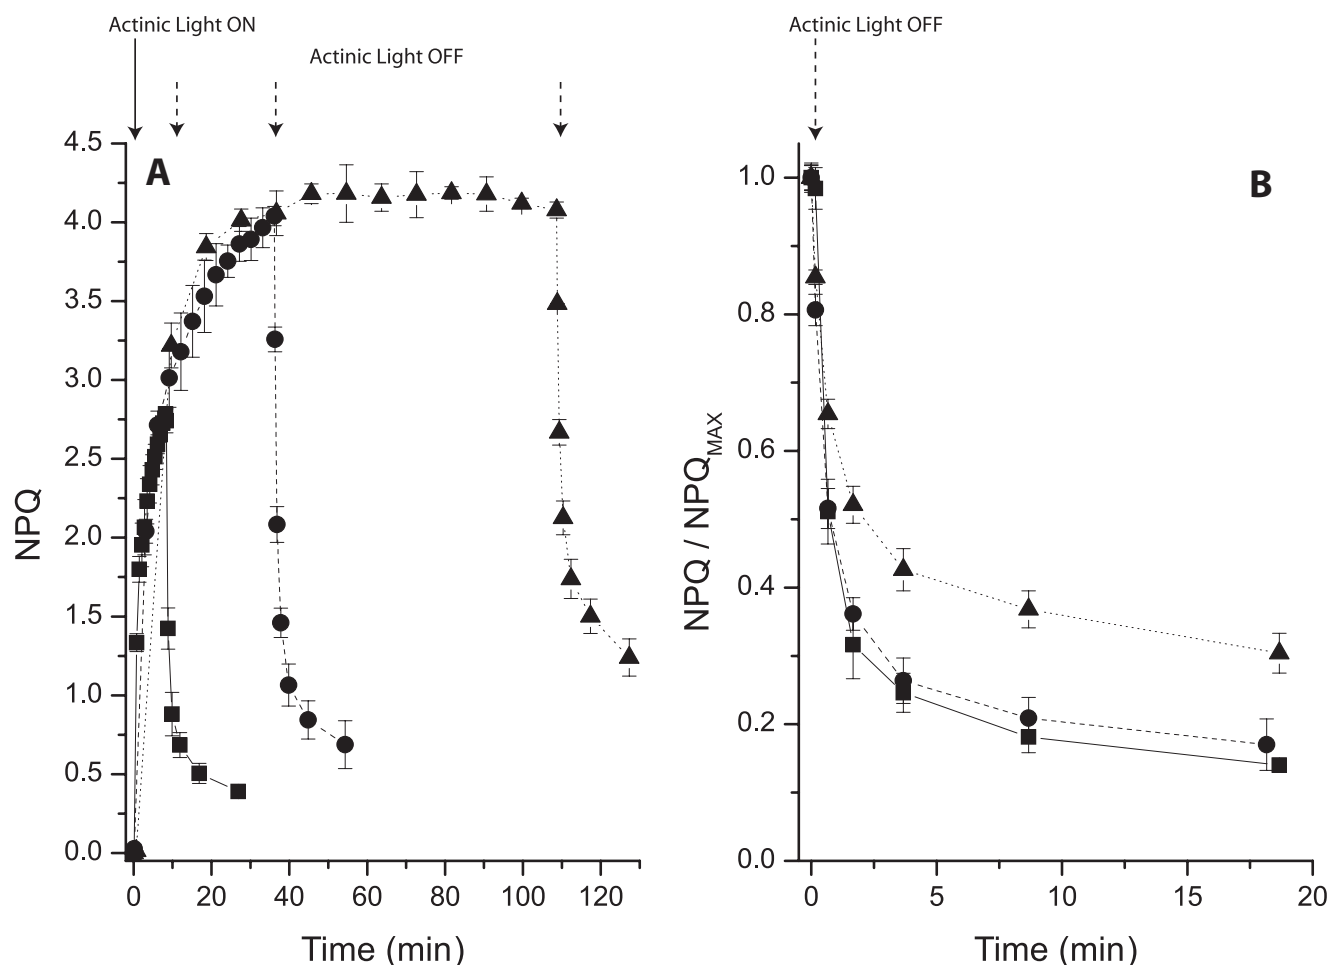 Actinic Light ON
Actinic Light OFF
A
4.5
4.0
3.5
3.0
2.5
2.0
1.5
1.0
0.5
0.0
NPQ
0 20 40 60 80 100 120
Time (min)
Actinic Light OFF
B
1.0
0.8
0.6
0.4
0.2
0.0
NPQ / NPQMAX
0 5 10 15 20
Time (min)